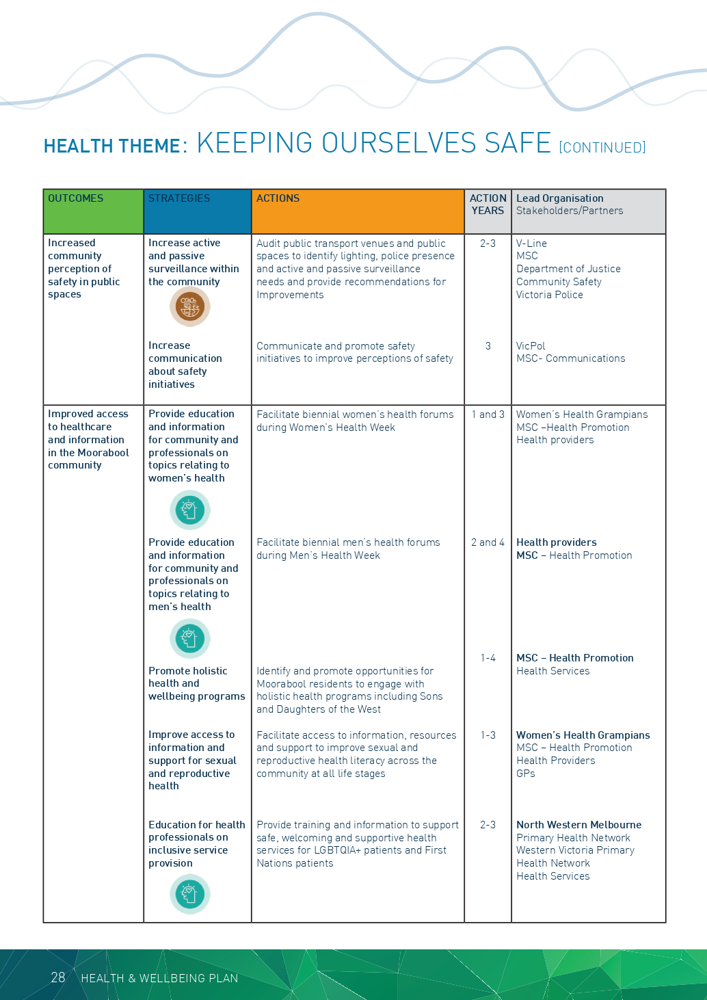 HEALTH THEME: KEEPING OURSELVES SAFE [CONTINUED]
OUTCOMES
STRATEGIES
ACTIONS
ACTION
YEARS
Lead Organisation
Stakeholders/Partners
Increased
community
perception of
safety in public
spaces
Increase active
and passive
surveillance within
the community
Audit public transport venues and public
spaces to identify lighting, police presence
and active and passive surveillance
needs and provide recommendations for
Improvements
2-3
V-Line
MSC
Department of Justice
Community Safety
Victoria Police
Increase
communication
about safety
initiatives
Communicate and promote safety
initiatives to improve perceptions of safety
3
VicPol
MSC- Communications
Improved access
to healthcare
and information
in the Moorabool
community
Provide education
and information
for community and
professionals on
topics relating to
women’s health
Facilitate biennial women’s health forums
during Women’s Health Week
1 and 3
Women’s Health Grampians
MSC –Health Promotion
Health providers
Provide education
and information
for community and
professionals on
topics relating to
men’s health
Facilitate biennial men’s health forums
during Men’s Health Week
2 and 4
Health providers
MSC – Health Promotion
Promote holistic
health and
wellbeing programs
Identify and promote opportunities for
Moorabool residents to engage with
holistic health programs including Sons
and Daughters of the West
1-4
MSC – Health Promotion
Health Services
Improve access to
information and
support for sexual
and reproductive
health
Facilitate access to information, resources
and support to improve sexual and
reproductive health literacy across the
community at all life stages
1-3
Women’s Health Grampians
MSC – Health Promotion
Health Providers
GPs
Education for health
professionals on
inclusive service
provision
Provide training and information to support
safe, welcoming and supportive health
services for LGBTQIA+ patients and First
Nations patients
2-3
North Western Melbourne
Primary Health Network
Western Victoria Primary
Health Network
Health Services
28 HEALTH & WELLBEING PLAN